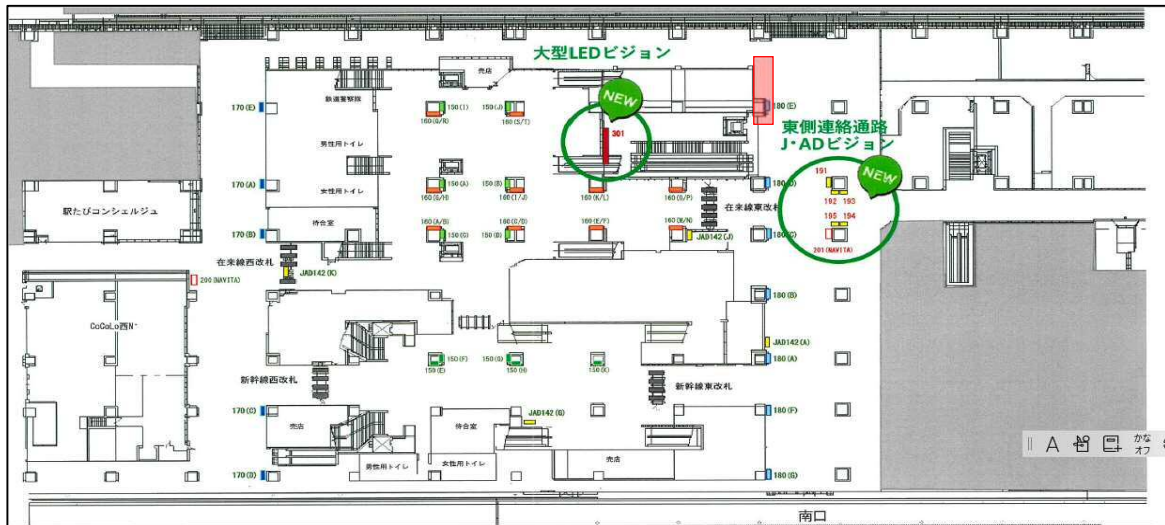 大型LEDビジョン
NEW
売店
鉄道警察隊
170(E)
150(I)
150(J)
180(E)
160(Q/R)
160(S/T)
301
東側連絡通路
J・ADビジョン
NEW
男性用トイレ
191
170(A)
女性用トイレ
150(A)
150(B)
180(D)
192 193
160(G/H)
160(I/J)
160(K/L)
160(O/P)
195 194
駅たびコンシェルジュ
待合室
在来線東改札
160(A/B)
160(C/D)
160(E/F)
160(M/N)
170(B)
150(C)
150(D)
JAD142(J)
180(C)
201(NAVITA)
在来線西改札
JAD142(K)
200(NAVITA)
180(B)
CoCoLo西N
JAD142(A)
150(F)
150(G)
180(A)
150(E)
150(H)
150(K)
新幹線西改札
新幹線東改札
170(C)
JAD142(G)
180(F)
売店
待合室
A
かな
オフ
男性用トイレ
女性用トイレ
売店
170(D)
180(G)
南口